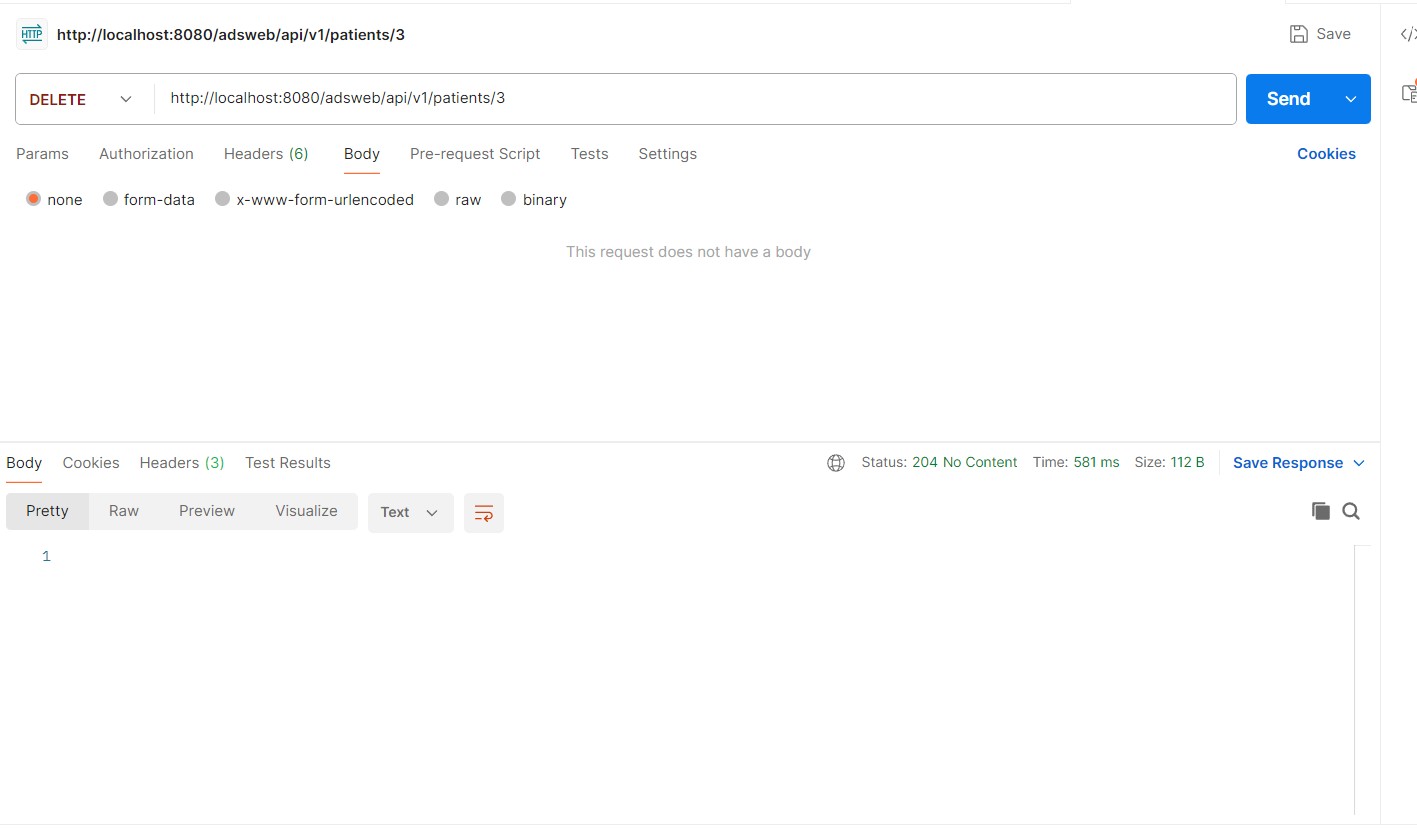 HTTP http://localhost:8080/adsweb/api/v1/patients/3 Save
DELETE http://localhost:8080/adsweb/api/v1/patients/3 Send
Params Authorization Headers (6) Body Pre-request Script Tests Settings Cookies
none form-data x-www-form-urlencoded raw binary
This request does not have a body
Body Cookies Headers (3) Test Results Status: 204 No Content Time: 581 ms Size: 112 B Save Response
Pretty Raw Preview Visualize Text
1